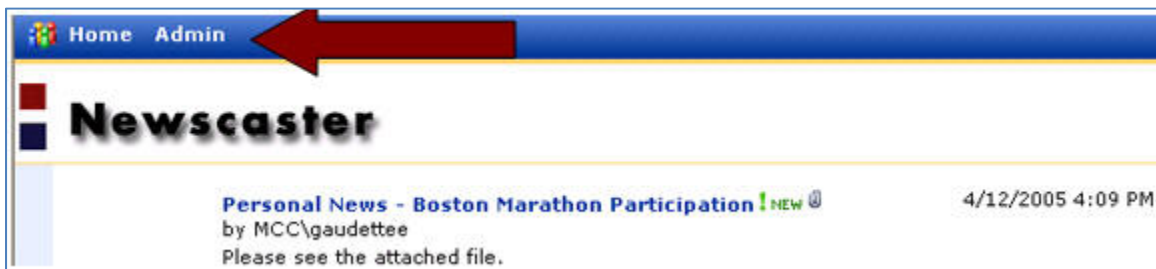 Home Admin
Newscaster
Personal News - Boston Marathon Participation ! NEW 4/12/2005 4:09 PM
by MCC\gaudettee
Please see the attached file.